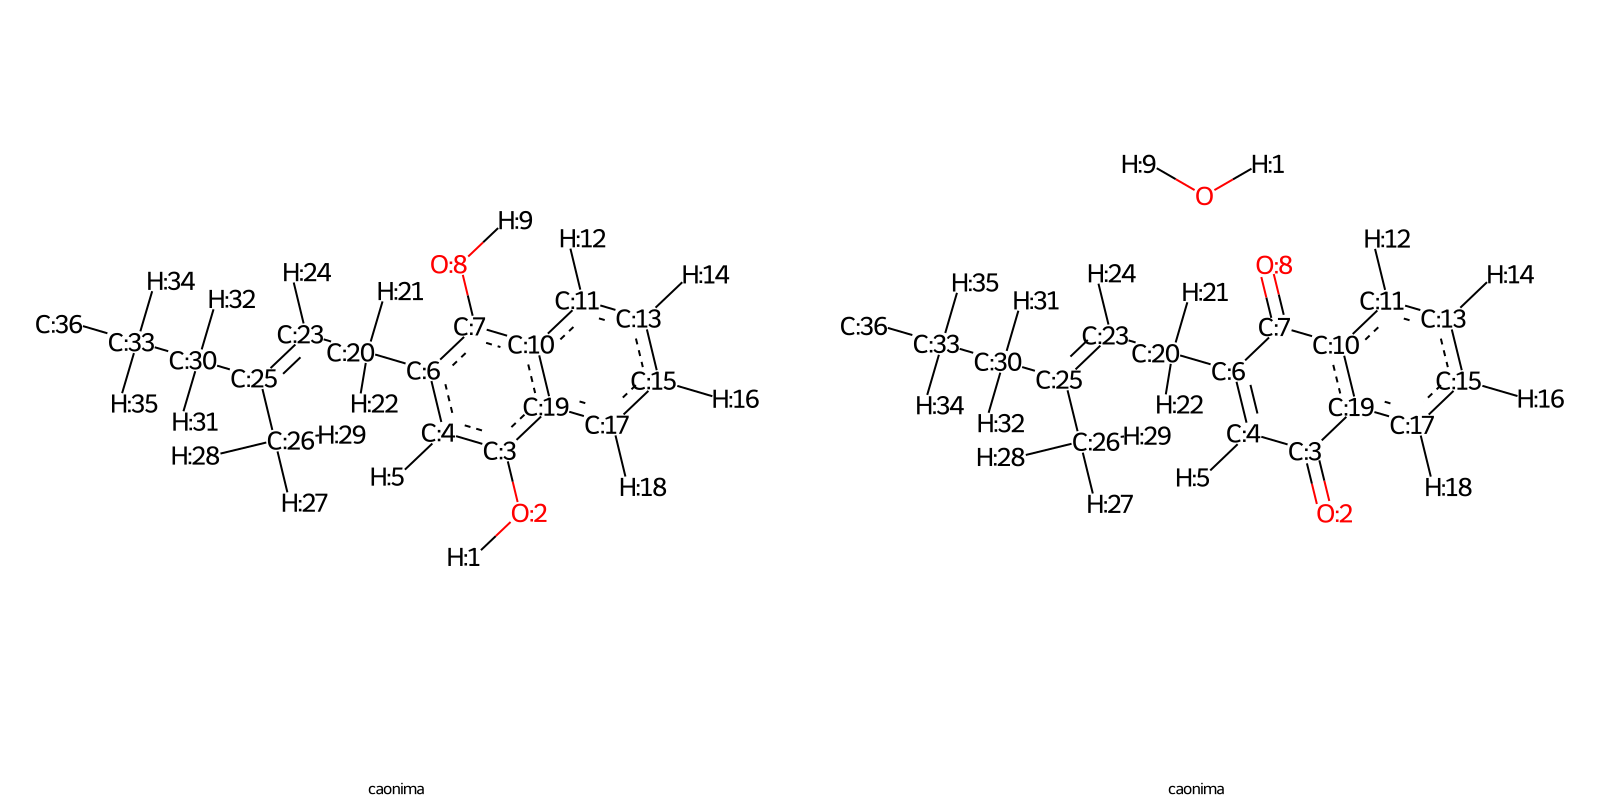 H:9 H:1
O
H:9
H:12 H:12
O:8 O:8
H:34 H:24 H:14 H:35 H:24 H:14
H:32 H:21 H:31 H:21
C:36 C:33 C:23 C:7 C:11 C:13 C:36 C:33 C:23 C:7 C:11 C:13
C:30 C:20 C:10 C:30 C:20 C:10
C:25 C:6 C:15 C:25 C:6 C:15
H:35 H:22 C:19 H:16 H:34 H:22 C:19 H:16
H:31 C:4 C:17 H:32 C:4 C:17
H:28 C:26 H:29 C:3 H:28 C:26 H:29 C:3
H:5 H:18 H:5 H:18
H:27 O:2 H:27 O:2
H:1
caonima caonima